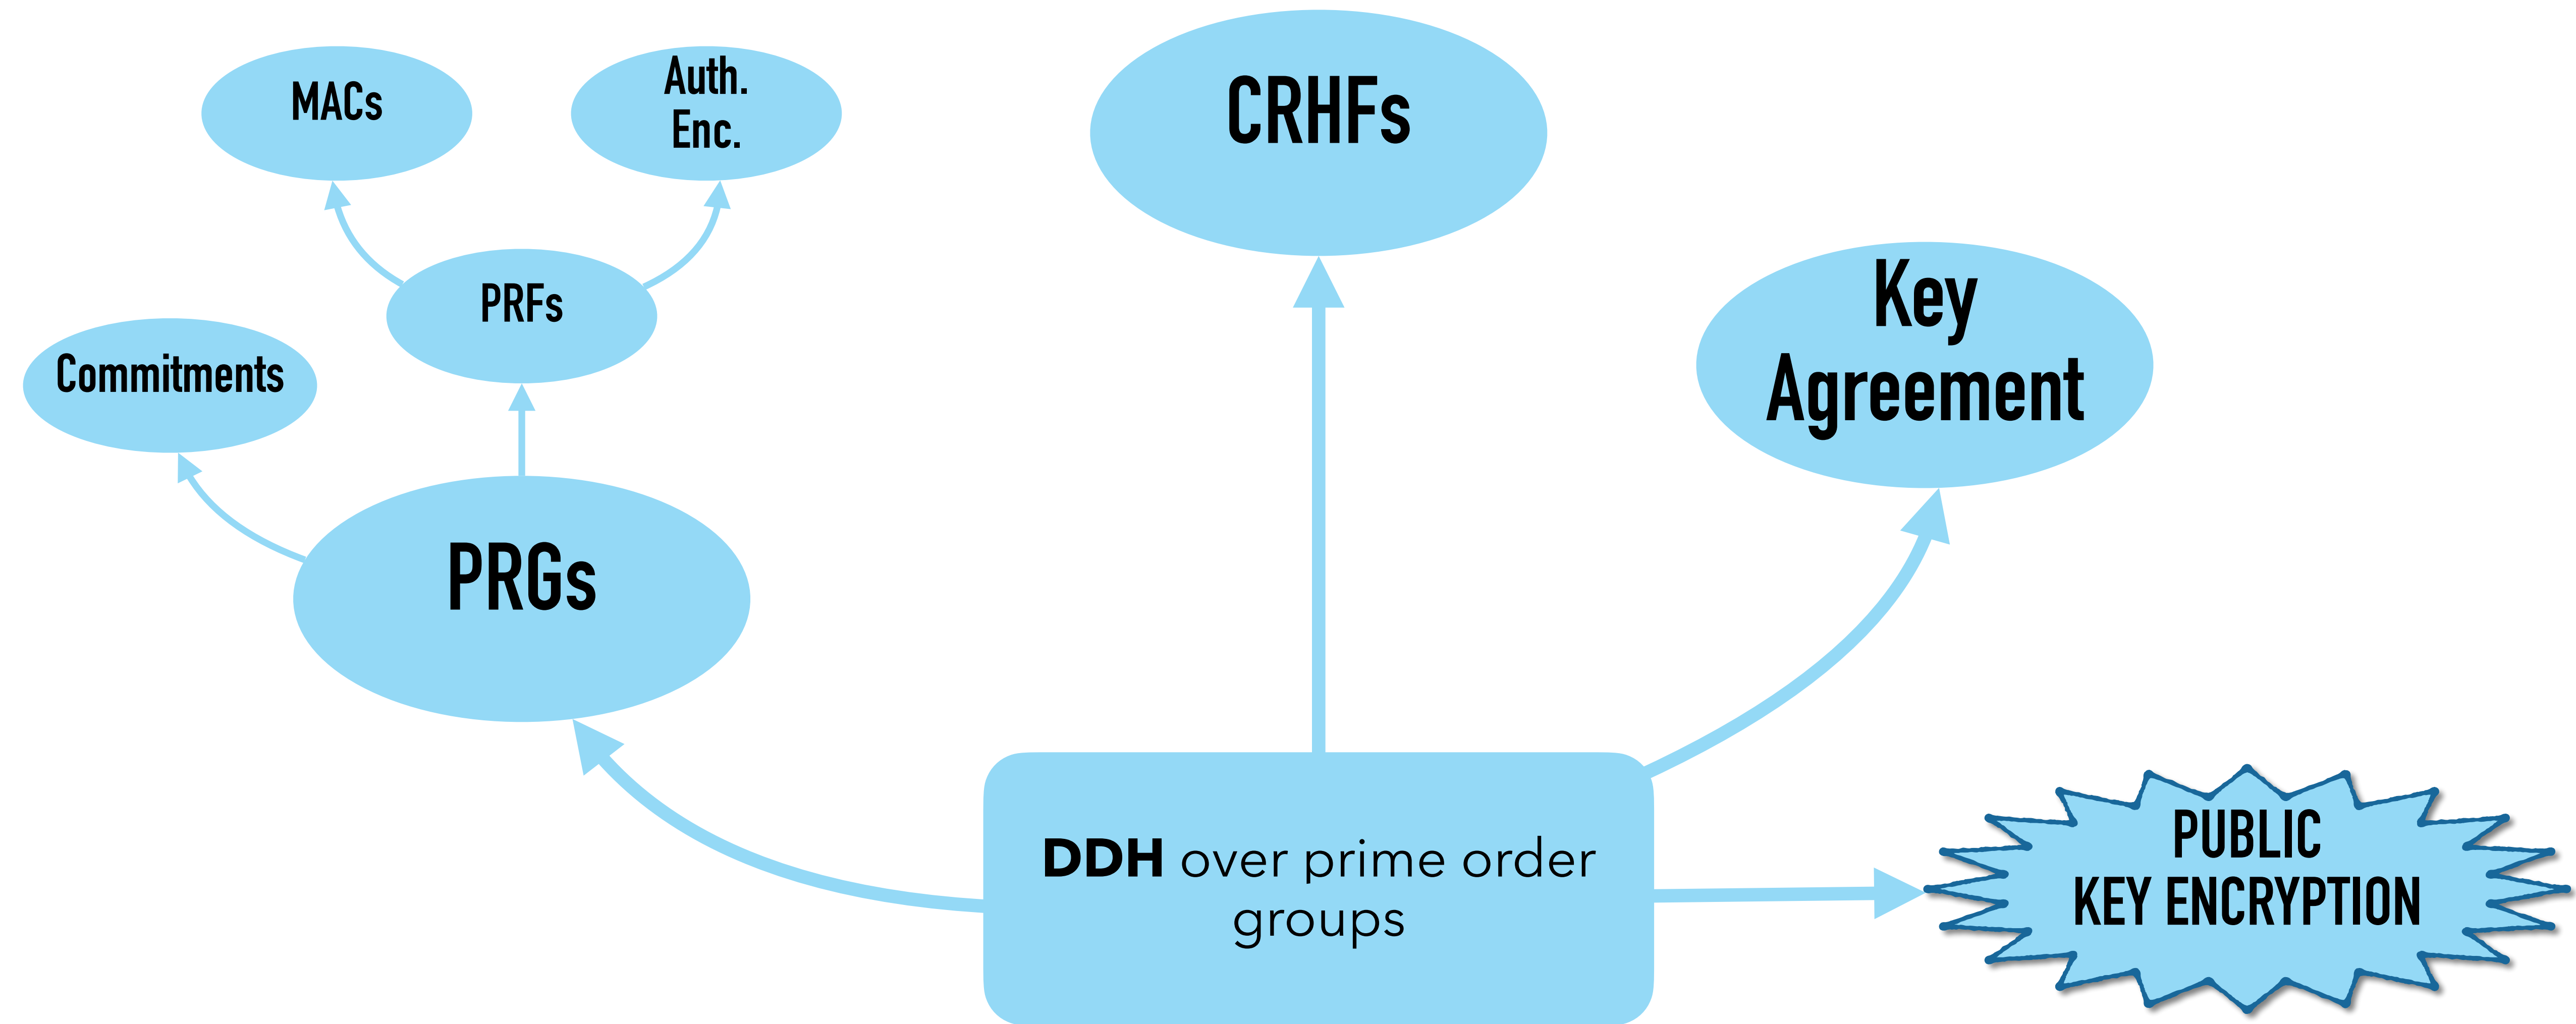 MACs
Auth.
Enc.
CRHFs
PRFs
Key
Agreement
Commitments
PRGs
DDH over prime order
groups
PUBLIC
KEY ENCRYPTION